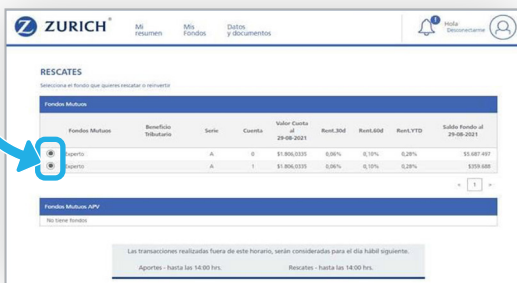 ZURICH®
Mi resumen
Mis Fondos
Datos y documentos
1
Hola
Desconectarme
RESCATES
Selecciona el fondo que quieres rescatar o reinvertir
Fondos Mutuos
Fondos Mutuos Beneficio Tributario Serie Cuenta Valor Cuota al 29-08-2021 Rent.30d Rent.60d Rent.YTD Saldo Fondo al 29-08-2021
Experto A 0 $1.806,0335 0,06% 0,10% 0,28% $5.687.497
Experto A 1 $1.806,0335 0,06% 0,10% 0,28% $359.688
« 1 »
Fondos Mutuos APV
No tiene fondos
Las transacciones realizadas fuera de este horario, serán consideradas para el día hábil siguiente.
Aportes - hasta las 14:00 hrs. Rescates - hasta las 14:00 hrs.